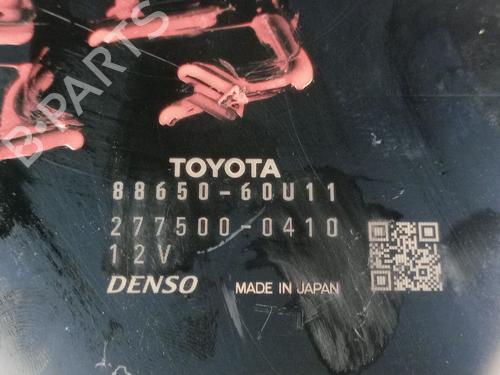 B-PARTS
TOYOTA
88650-60U11
277500-0410
12V
DENSO MADE IN JAPAN